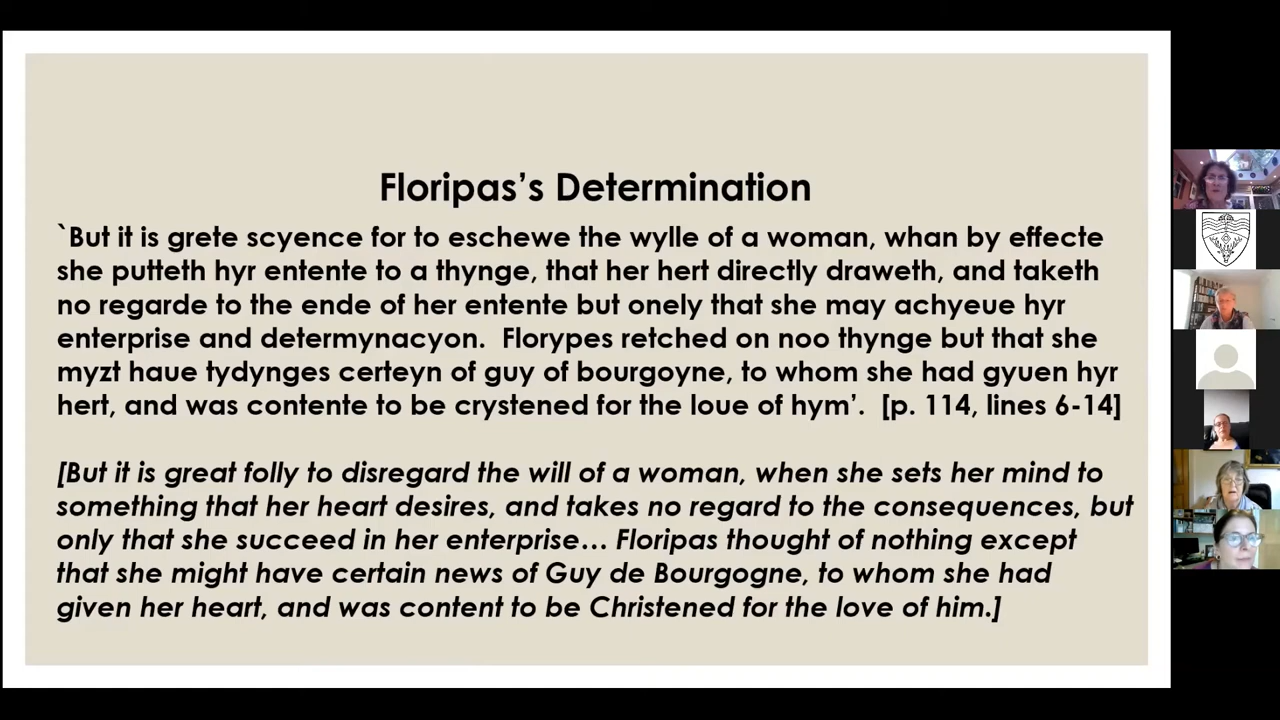 Floripas’s Determination
`But it is grete scyence for to eschewe the wylle of a woman, whan by effecte
she putteth hyr entente to a thynge, that her hert directly draweth, and taketh
no regarde to the ende of her entente but onely that she may achyeue hyr
enterprise and determynacyon.  Florypes retched on noo thynge but that she
myzt haue tydynges certeyn of guy of bourgoyne, to whom she had gyuen hyr
hert, and was contente to be crystened for the loue of hym’.  [p. 114, lines 6-14]
[But it is great folly to disregard the will of a woman, when she sets her mind to
something that her heart desires, and takes no regard to the consequences, but
only that she succeed in her enterprise… Floripas thought of nothing except
that she might have certain news of Guy de Bourgogne, to whom she had
given her heart, and was content to be Christened for the love of him.]